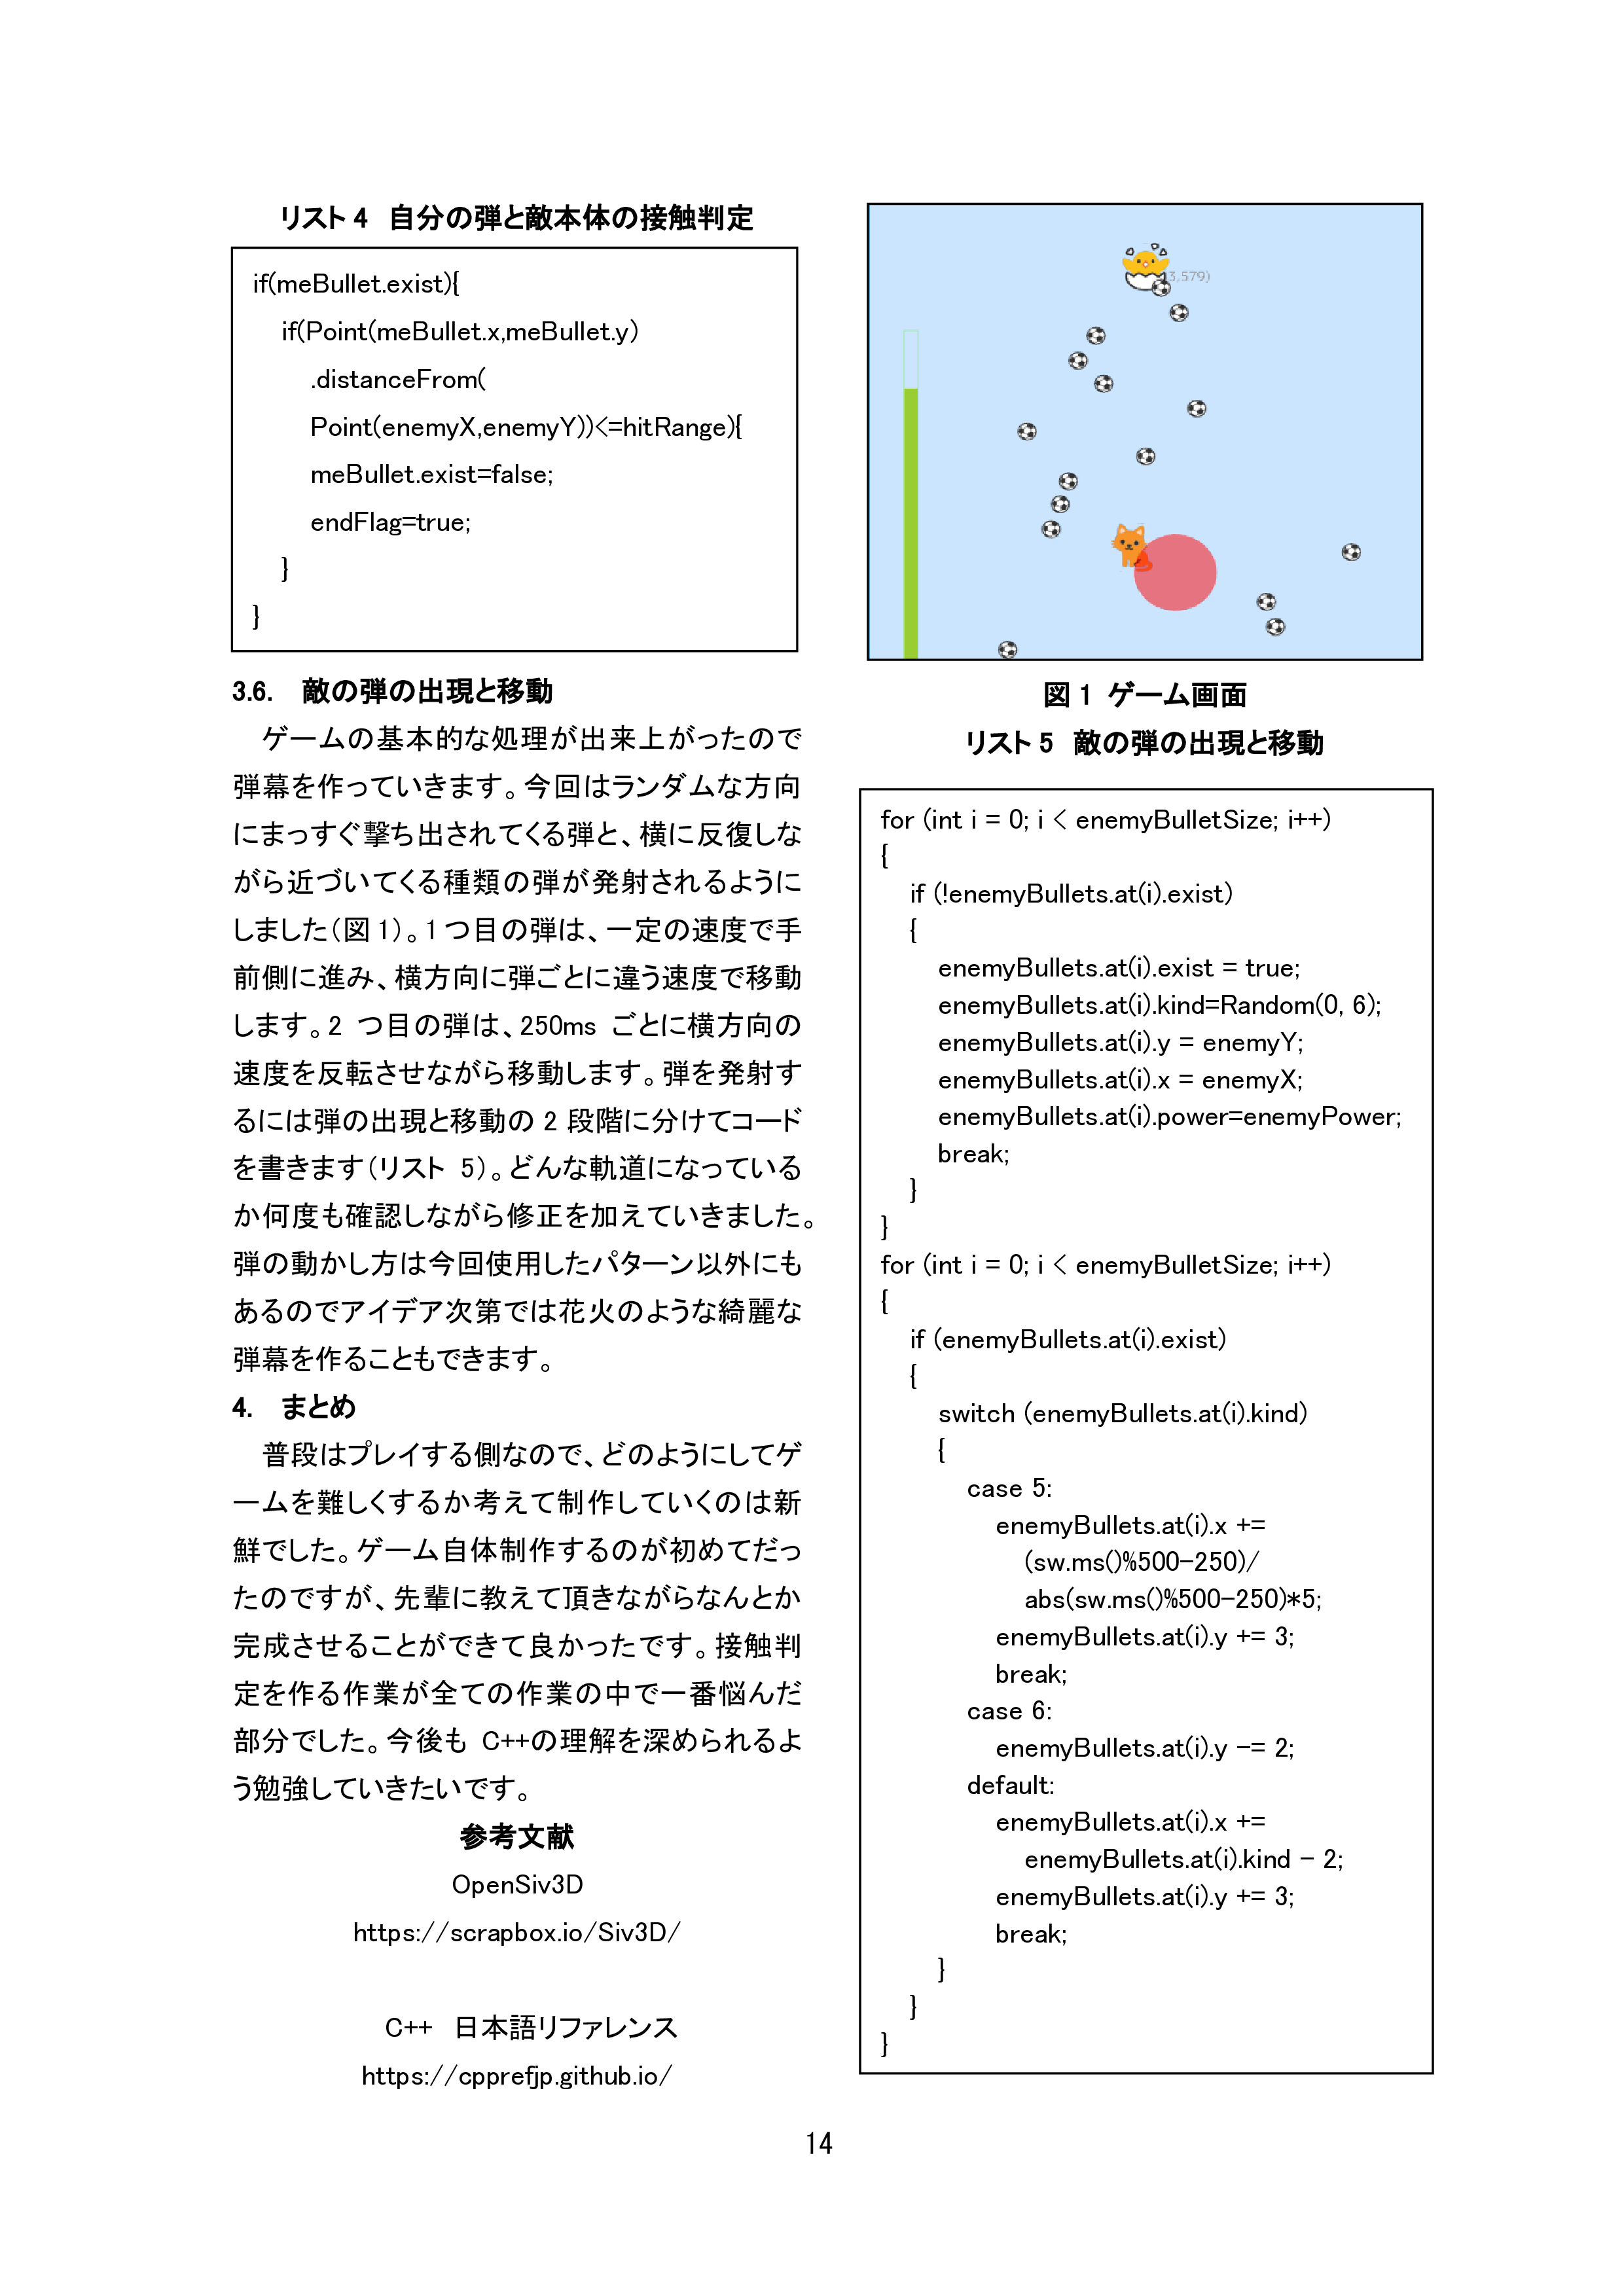 リスト 4 自分の弾と敵本体の接触判定
if(meBullet.exist){
if(Point(meBullet.x,meBullet.y)
.distanceFrom(
Point(enemyX,enemyY))<=hitRange){
meBullet.exist=false;
endFlag=true;
}
}
3.6. 敵の弾の出現と移動
ゲームの基本的な処理が出来上がったので
弾幕を作っていきます。今回はランダムな方向
にまっすぐ撃ち出されてくる弾と、横に反復しな
がら近づいてくる種類の弾が発射されるように
しました(図 1)。1 つ目の弾は、一定の速度で手
前側に進み、横方向に弾ごとに違う速度で移動
します。2 つ目の弾は、250ms ごとに横方向の
速度を反転させながら移動します。弾を発射す
るには弾の出現と移動の 2 段階に分けてコード
を書きます(リスト 5)。どんな軌道になっている
か何度も確認しながら修正を加えていきました。
弾の動かし方は今回使用したパターン以外にも
あるのでアイデア次第では花火のような綺麗な
弾幕を作ることもできます。
4. まとめ
普段はプレイする側なので、どのようにしてゲ
ームを難しくするか考えて制作していくのは新
鮮でした。ゲーム自体制作するのが初めてだっ
たのですが、先輩に教えて頂きながらなんとか
完成させることができて良かったです。接触判
定を作る作業が全ての作業の中で一番悩んだ
部分でした。今後も C++の理解を深められるよ
う勉強していきたいです。
参考文献
OpenSiv3D
https://scrapbox.io/Siv3D/
C++ 日本語リファレンス
https://cpprefjp.github.io/
3,579)
図 1 ゲーム画面
リスト 5 敵の弾の出現と移動
for (int i = 0; i < enemyBulletSize; i++)
{
if (!enemyBullets.at(i).exist)
{
enemyBullets.at(i).exist = true;
enemyBullets.at(i).kind=Random(0, 6);
enemyBullets.at(i).y = enemyY;
enemyBullets.at(i).x = enemyX;
enemyBullets.at(i).power=enemyPower;
break;
}
}
for (int i = 0; i < enemyBulletSize; i++)
{
if (enemyBullets.at(i).exist)
{
switch (enemyBullets.at(i).kind)
{
case 5:
enemyBullets.at(i).x +=
(sw.ms()%500-250)/
abs(sw.ms()%500-250)*5;
enemyBullets.at(i).y += 3;
break;
case 6:
enemyBullets.at(i).y -= 2;
default:
enemyBullets.at(i).x +=
enemyBullets.at(i).kind - 2;
enemyBullets.at(i).y += 3;
break;
}
}
}
14